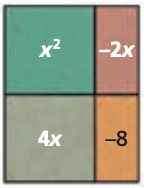 x² –2x
4x –8